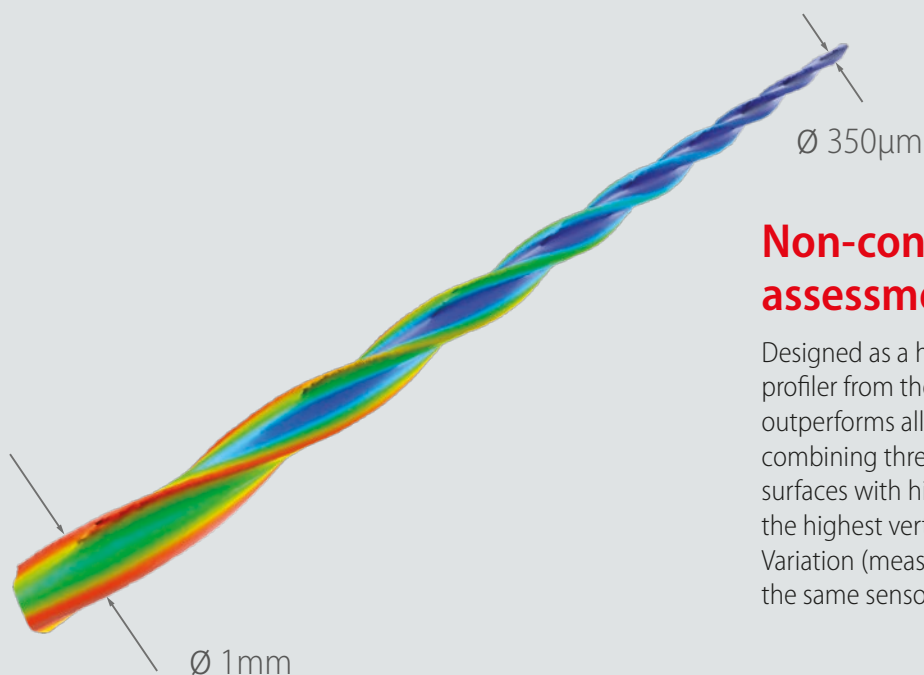 Ø 350µm
Non-con
assessm
Designed as a h
profiler from the
outperforms all
combining thre
surfaces with hi
the highest vert
Variation (meas
the same senso
Ø 1mm